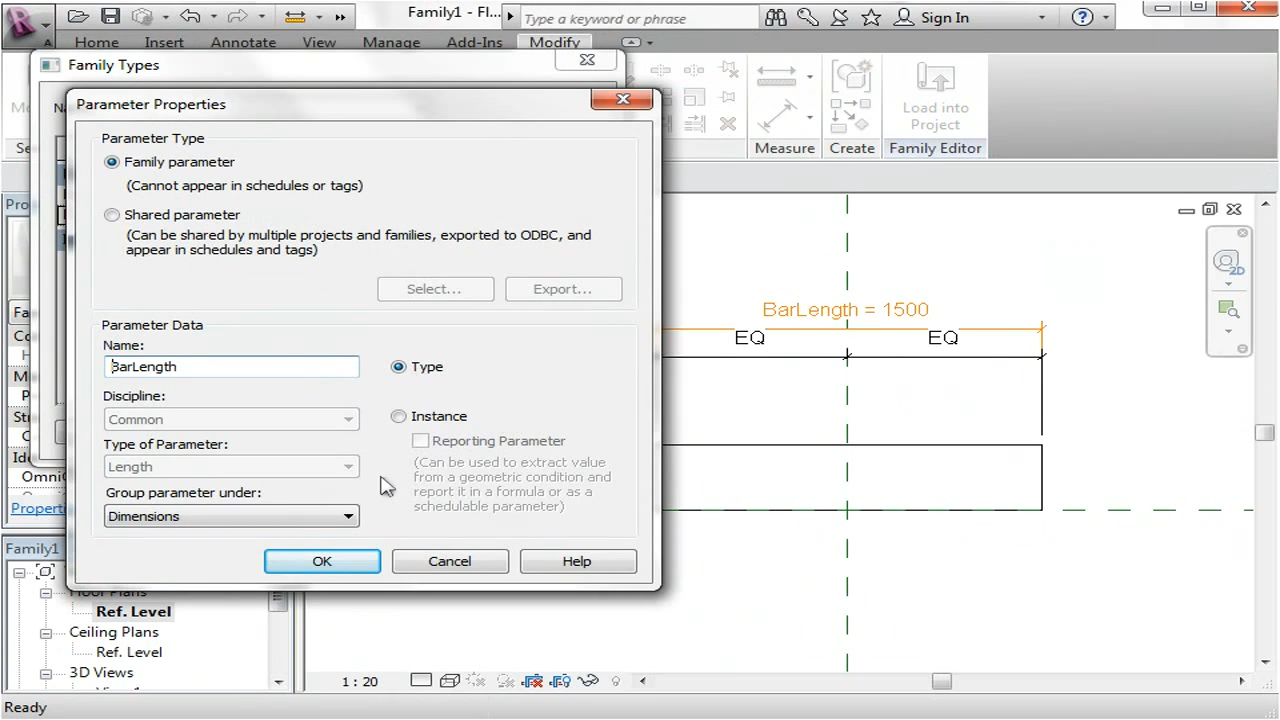 Family1 - Fl...
Type a keyword or phrase
Sign In
Home
Insert
Annotate
View
Manage
Add-Ins
Modify
Load into
Project
Measure
Create
Family Editor
Family Types
Parameter Properties
Parameter Type
Family parameter
(Cannot appear in schedules or tags)
Shared parameter
(Can be shared by multiple projects and families, exported to ODBC, and
appear in schedules and tags)
Select...
Export...
Parameter Data
Name:
BarLength
Type
Discipline:
Common
Instance
Reporting Parameter
Type of Parameter:
Length
(Can be used to extract value
from a geometric condition and
report it in a formula or as a
schedulable parameter)
Group parameter under:
Dimensions
OK
Cancel
Help
BarLength = 1500
EQ
EQ
2D
Properti
Family1
Floor Plans
Ref. Level
Ceiling Plans
Ref. Level
3D Views
1 : 20
Ready